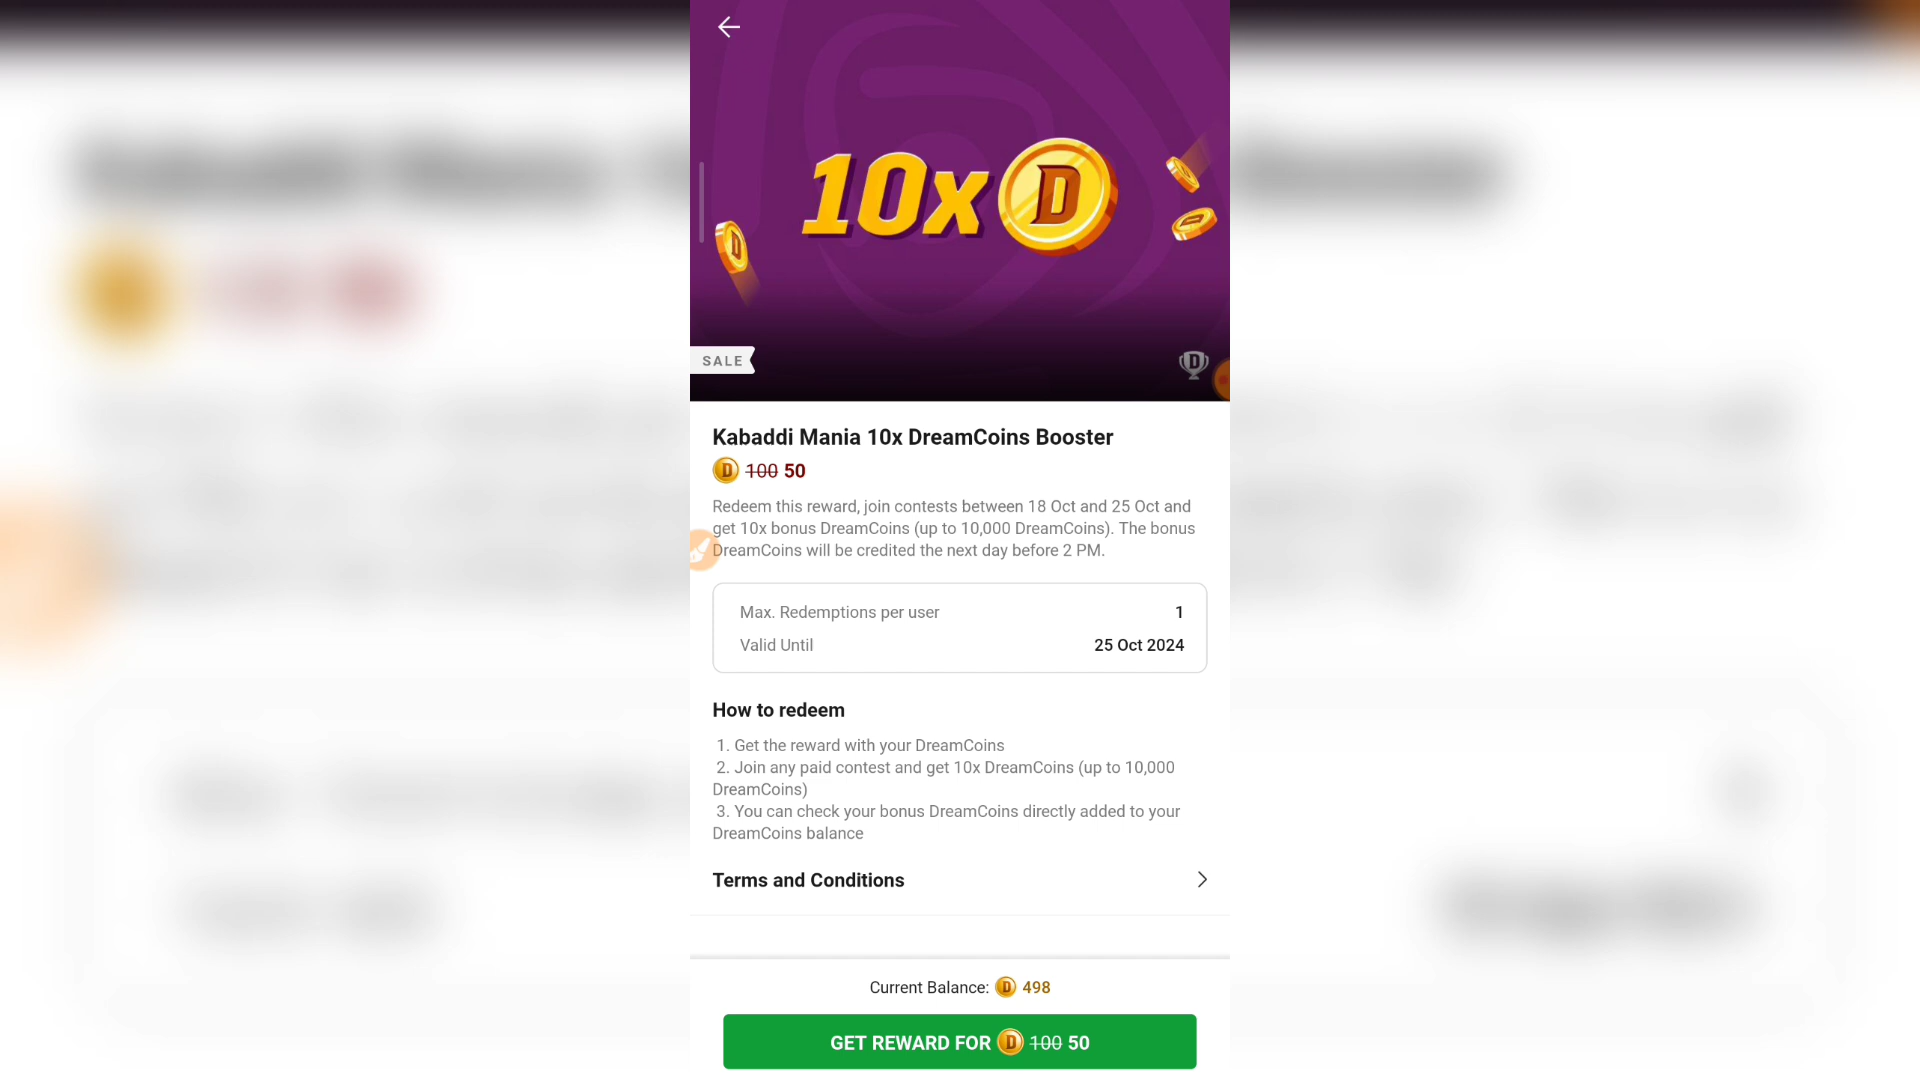 10x D
SALE
Kabaddi Mania 10x DreamCoins Booster
100 50
Redeem this reward, join contests between 18 Oct and 25 Oct and
get 10x bonus DreamCoins (up to 10,000 DreamCoins). The bonus
DreamCoins will be credited the next day before 2 PM.
Max. Redemptions per user 1
Valid Until 25 Oct 2024
How to redeem
1. Get the reward with your DreamCoins
2. Join any paid contest and get 10x DreamCoins (up to 10,000
DreamCoins)
3. You can check your bonus DreamCoins directly added to your
DreamCoins balance
Terms and Conditions
Current Balance: D 498
GET REWARD FOR D 100 50